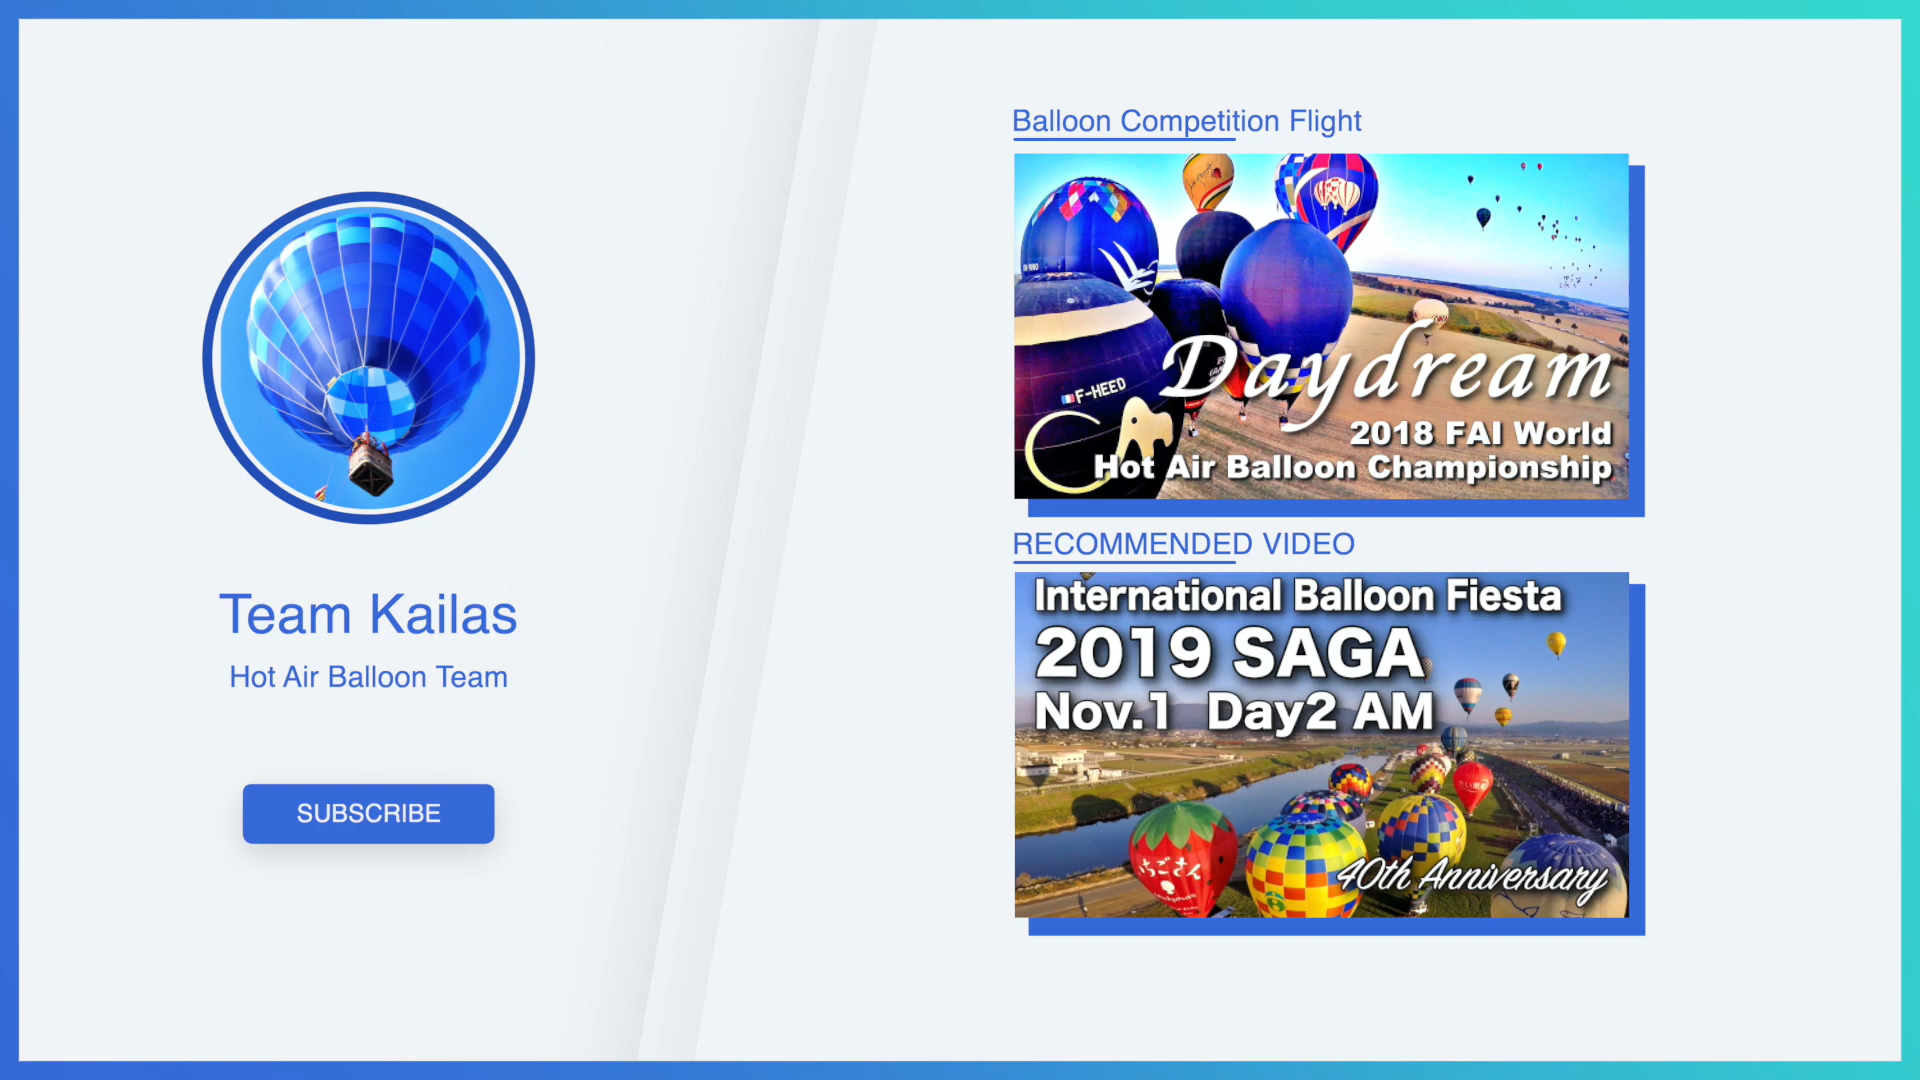 Team Kailas
Hot Air Balloon Team
SUBSCRIBE
Balloon Competition Flight
F-HEED
Daydream
2018 FAI World
Hot Air Balloon Championship
RECOMMENDED VIDEO
International Balloon Fiesta
2019 SAGA
Nov.1 Day2 AM
いちごさん
40th Anniversary